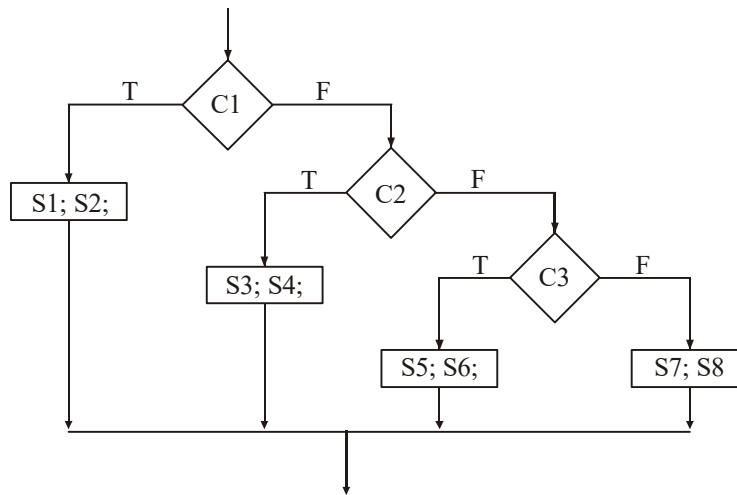 T
C1
F
S1; S2;
T
C2
F
S3; S4;
T
C3
F
S5; S6;
S7; S8